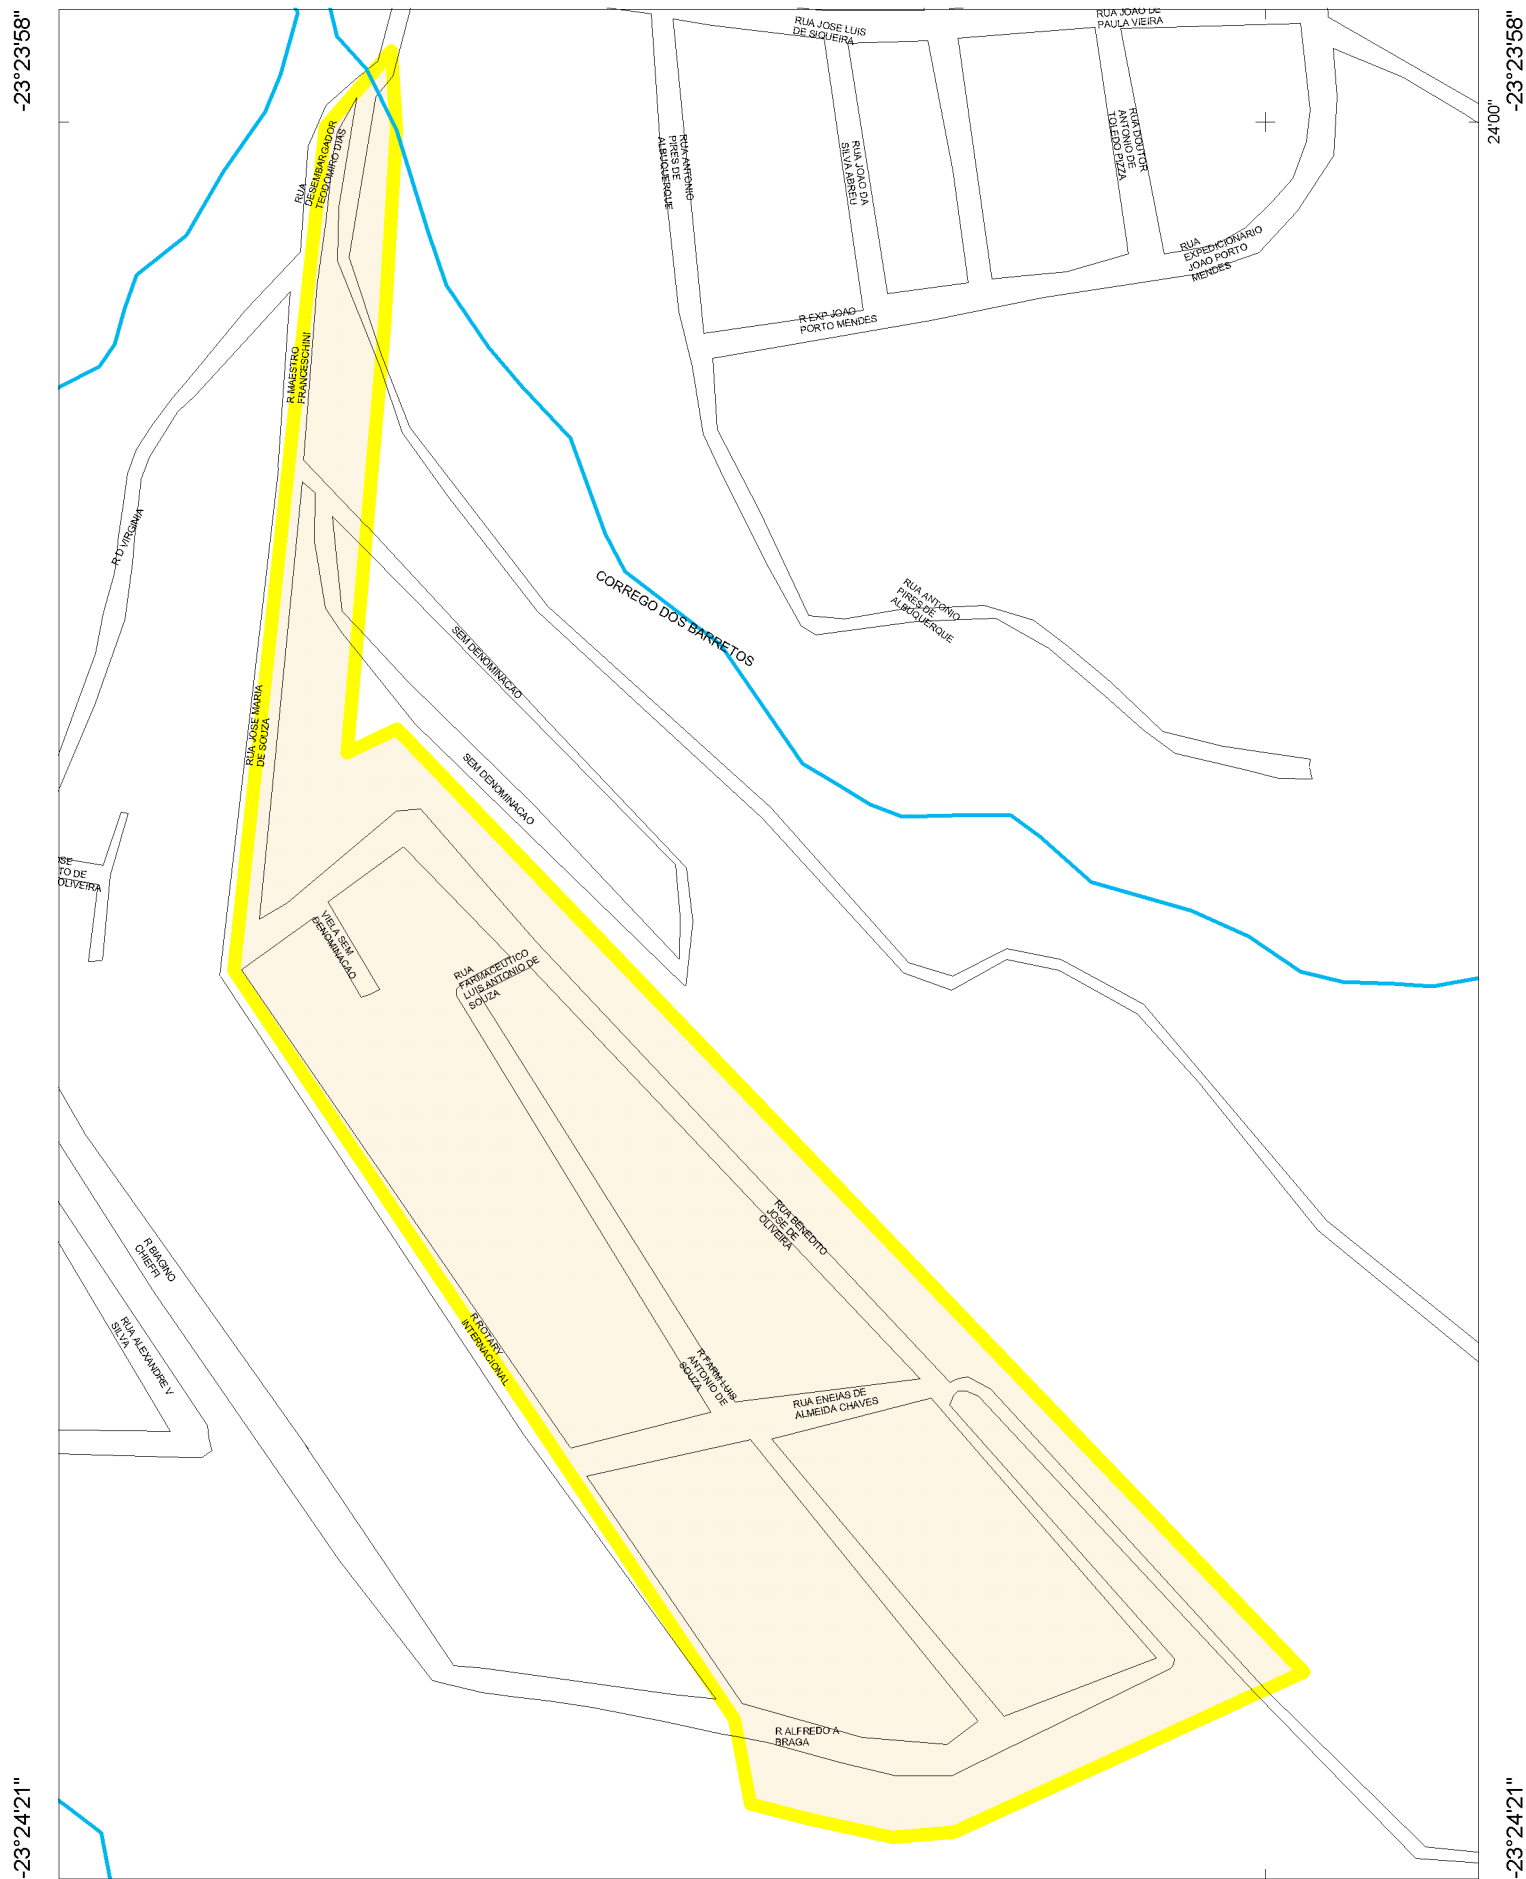 -23°23'58"
-23°23'58"
24'00"
RUA JOSE LUIS
DE SIQUEIRA
RUA JOAO DE
PAULA VIEIRA
RUA
DESEMBARGADOR
TEODOMIRO DIAS
RUA ANTONIO
PIRES DE
ALBUQUERQUE
RUA JOAO DA
SILVA ABREU
RUA DOUTOR
ANTONIO DE
TOLEDO PIZZA
RUA
EXPEDICIONARIO
JOAO PORTO
MENDES
R EXP JOAO
PORTO MENDES
R MAESTRO
FRANCESCHINI
R D VIRGINIA
CORREGO DOS BARRETOS
RUA ANTONIO
PIRES DE
ALBUQUERQUE
SEM DENOMINACAO
RUA JOSE MARIA
DE SOUZA
SEM DENOMINACAO
SE
TO DE
OLIVEIRA
VIELA SEM
DENOMINACAO
RUA
FARMACEUTICO
LUIS ANTONIO DE
SOUZA
RUA BENEDITO
JOSE DE
OLIVEIRA
R BIAGINO
CHIEFFI
RUA ALEXANDRE V
SILVA
R ROTARY
INTERNACIONAL
R FARM LUIS
ANTONIO DE
SOUZA
RUA ENEIAS DE
ALMEIDA CHAVES
R ALFREDO A
BRAGA
-23°24'21"
-23°24'21"